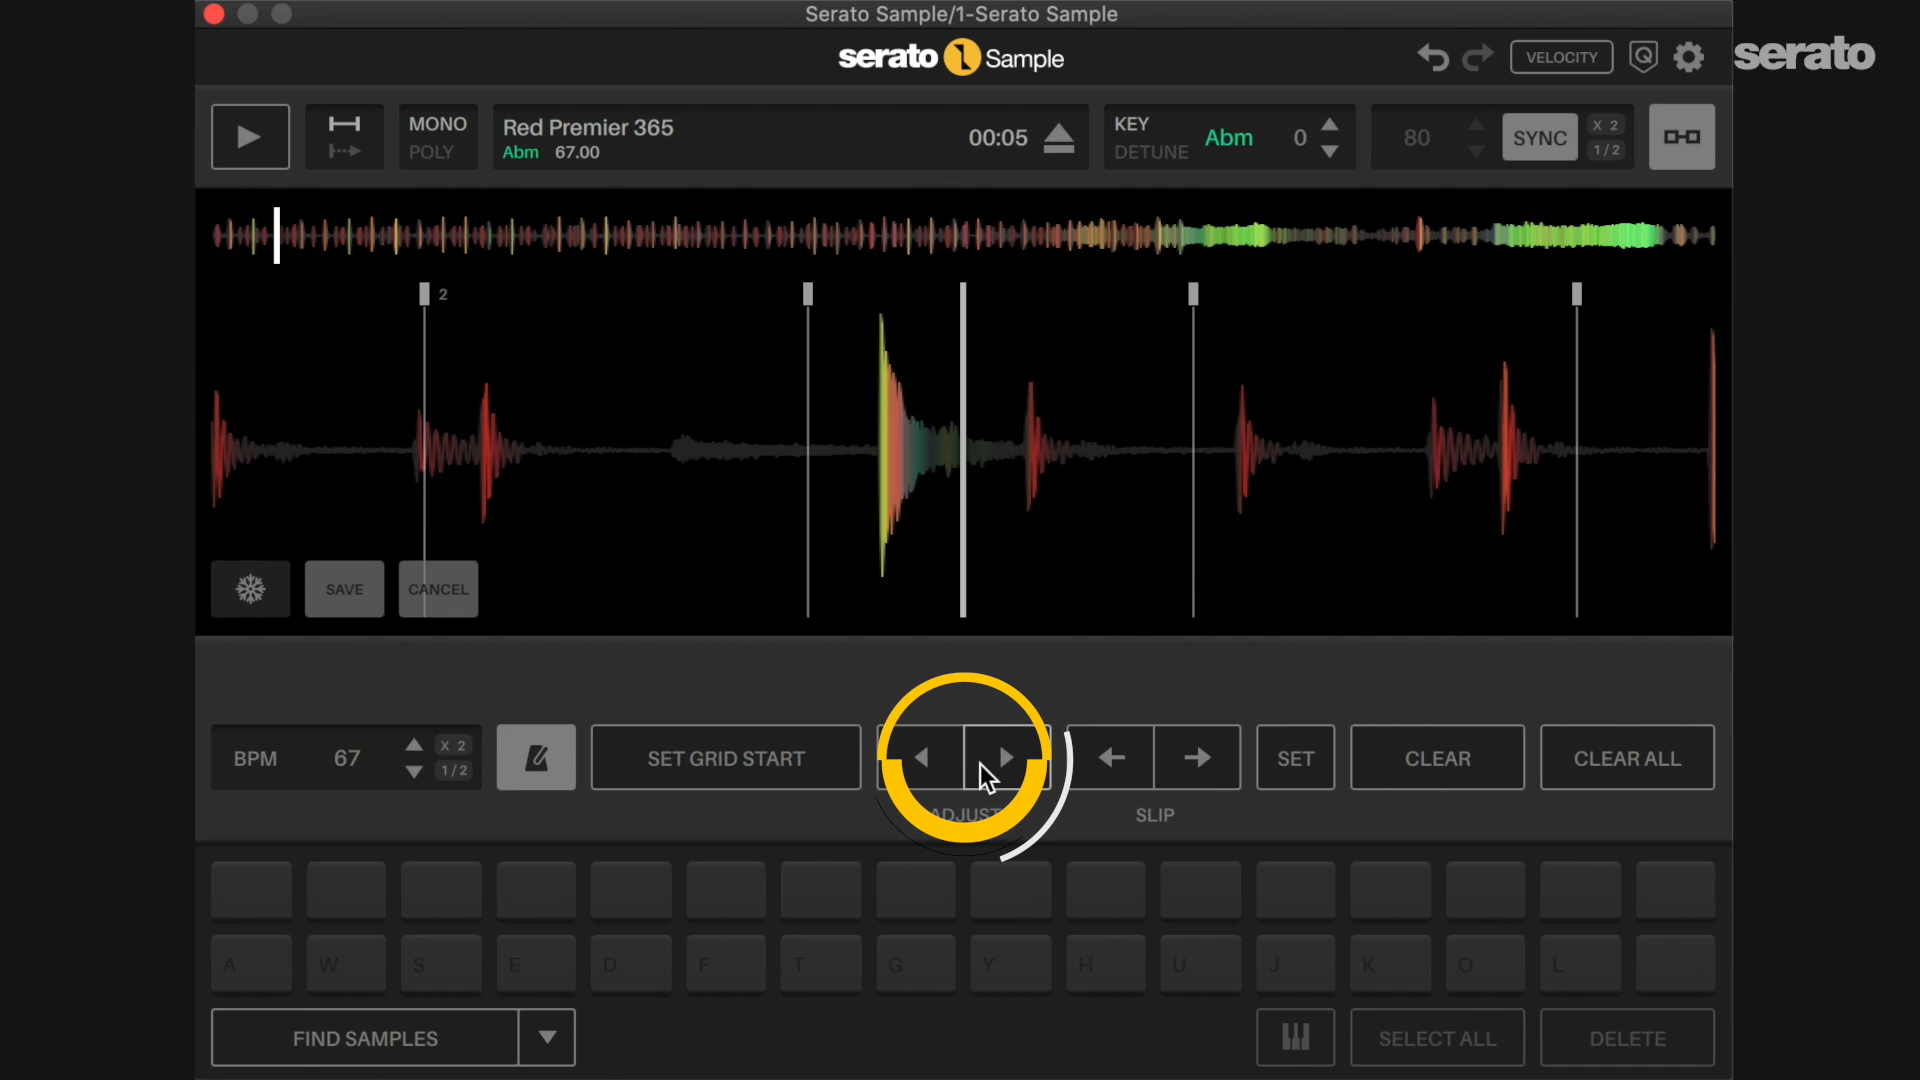 Serato Sample/1-Serato Sample
serato Sample
VELOCITY
Q
serato
MONO
POLY
Red Premier 365
Abm 67.00
00:05
KEY
DETUNE
Abm
0
80
SYNC
X 2
1/2
2
SAVE
CANCEL
BPM
67
X 2
1/2
SET GRID START
SET
CLEAR
CLEAR ALL
ADJUST
SLIP
A W S E D F T G Y H U J K O L
FIND SAMPLES
SELECT ALL
DELETE